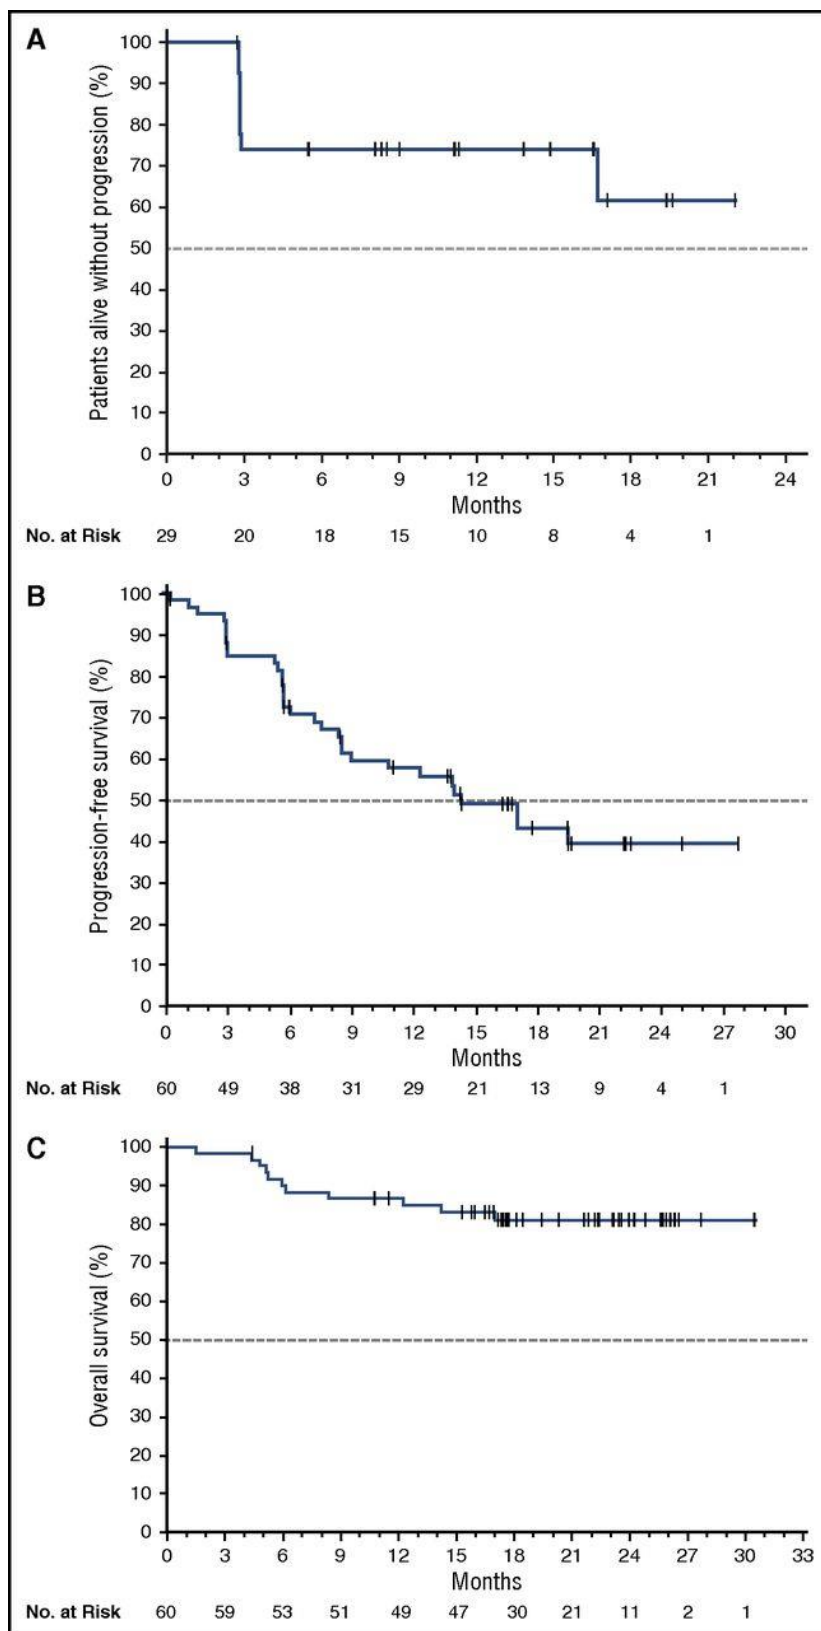 A
Patients alive without progression (%)
100
90
80
70
60
50
40
30
20
10
0
0 3 6 9 12 15 18 21 24
Months
No. at Risk 29 20 18 15 10 8 4 1
B
Progression-free survival (%)
100
90
80
70
60
50
40
30
20
10
0
0 3 6 9 12 15 18 21 24 27 30
Months
No. at Risk 60 49 38 31 29 21 13 9 4 1
C
Overall survival (%)
100
90
80
70
60
50
40
30
20
10
0
0 3 6 9 12 15 18 21 24 27 30 33
Months
No. at Risk 60 59 53 51 49 47 30 21 11 2 1